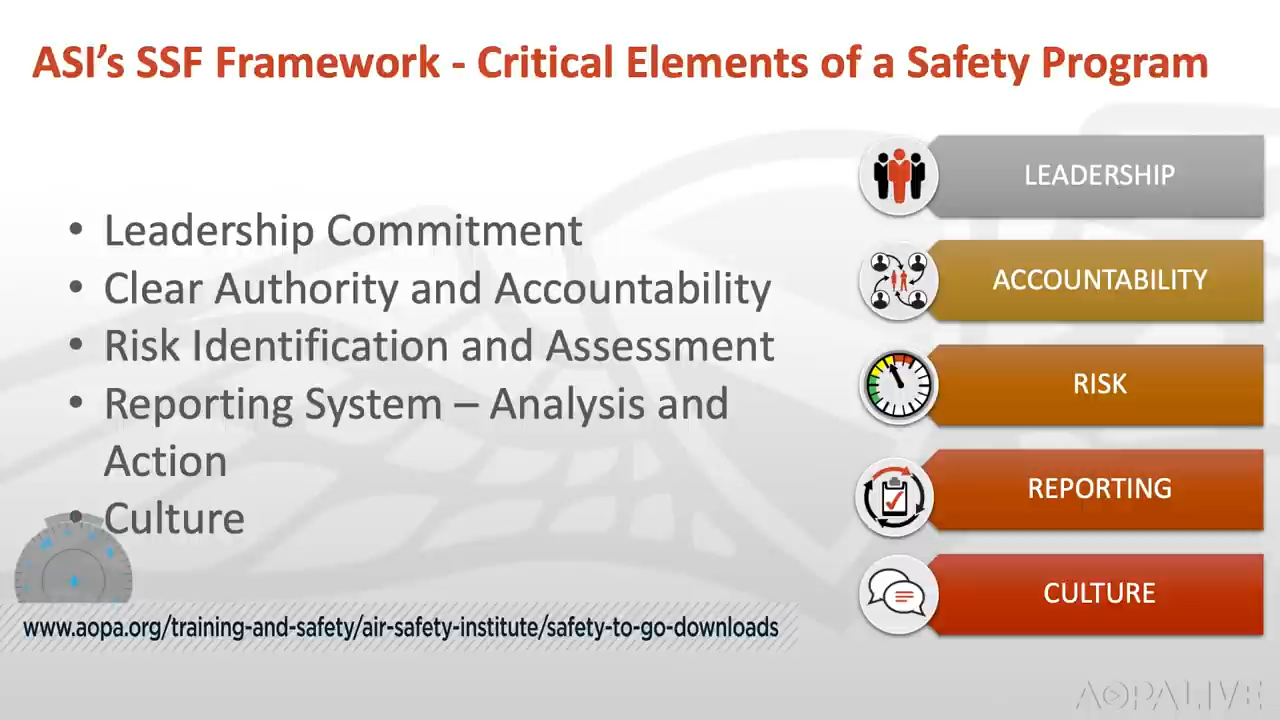 ASI’s SSF Framework - Critical Elements of a Safety Program
• Leadership Commitment
• Clear Authority and Accountability
• Risk Identification and Assessment
• Reporting System – Analysis and
Action
• Culture
LEADERSHIP
ACCOUNTABILITY
RISK
REPORTING
CULTURE
www.aopa.org/training-and-safety/air-safety-institute/safety-to-go-downloads
AOPA LIVE